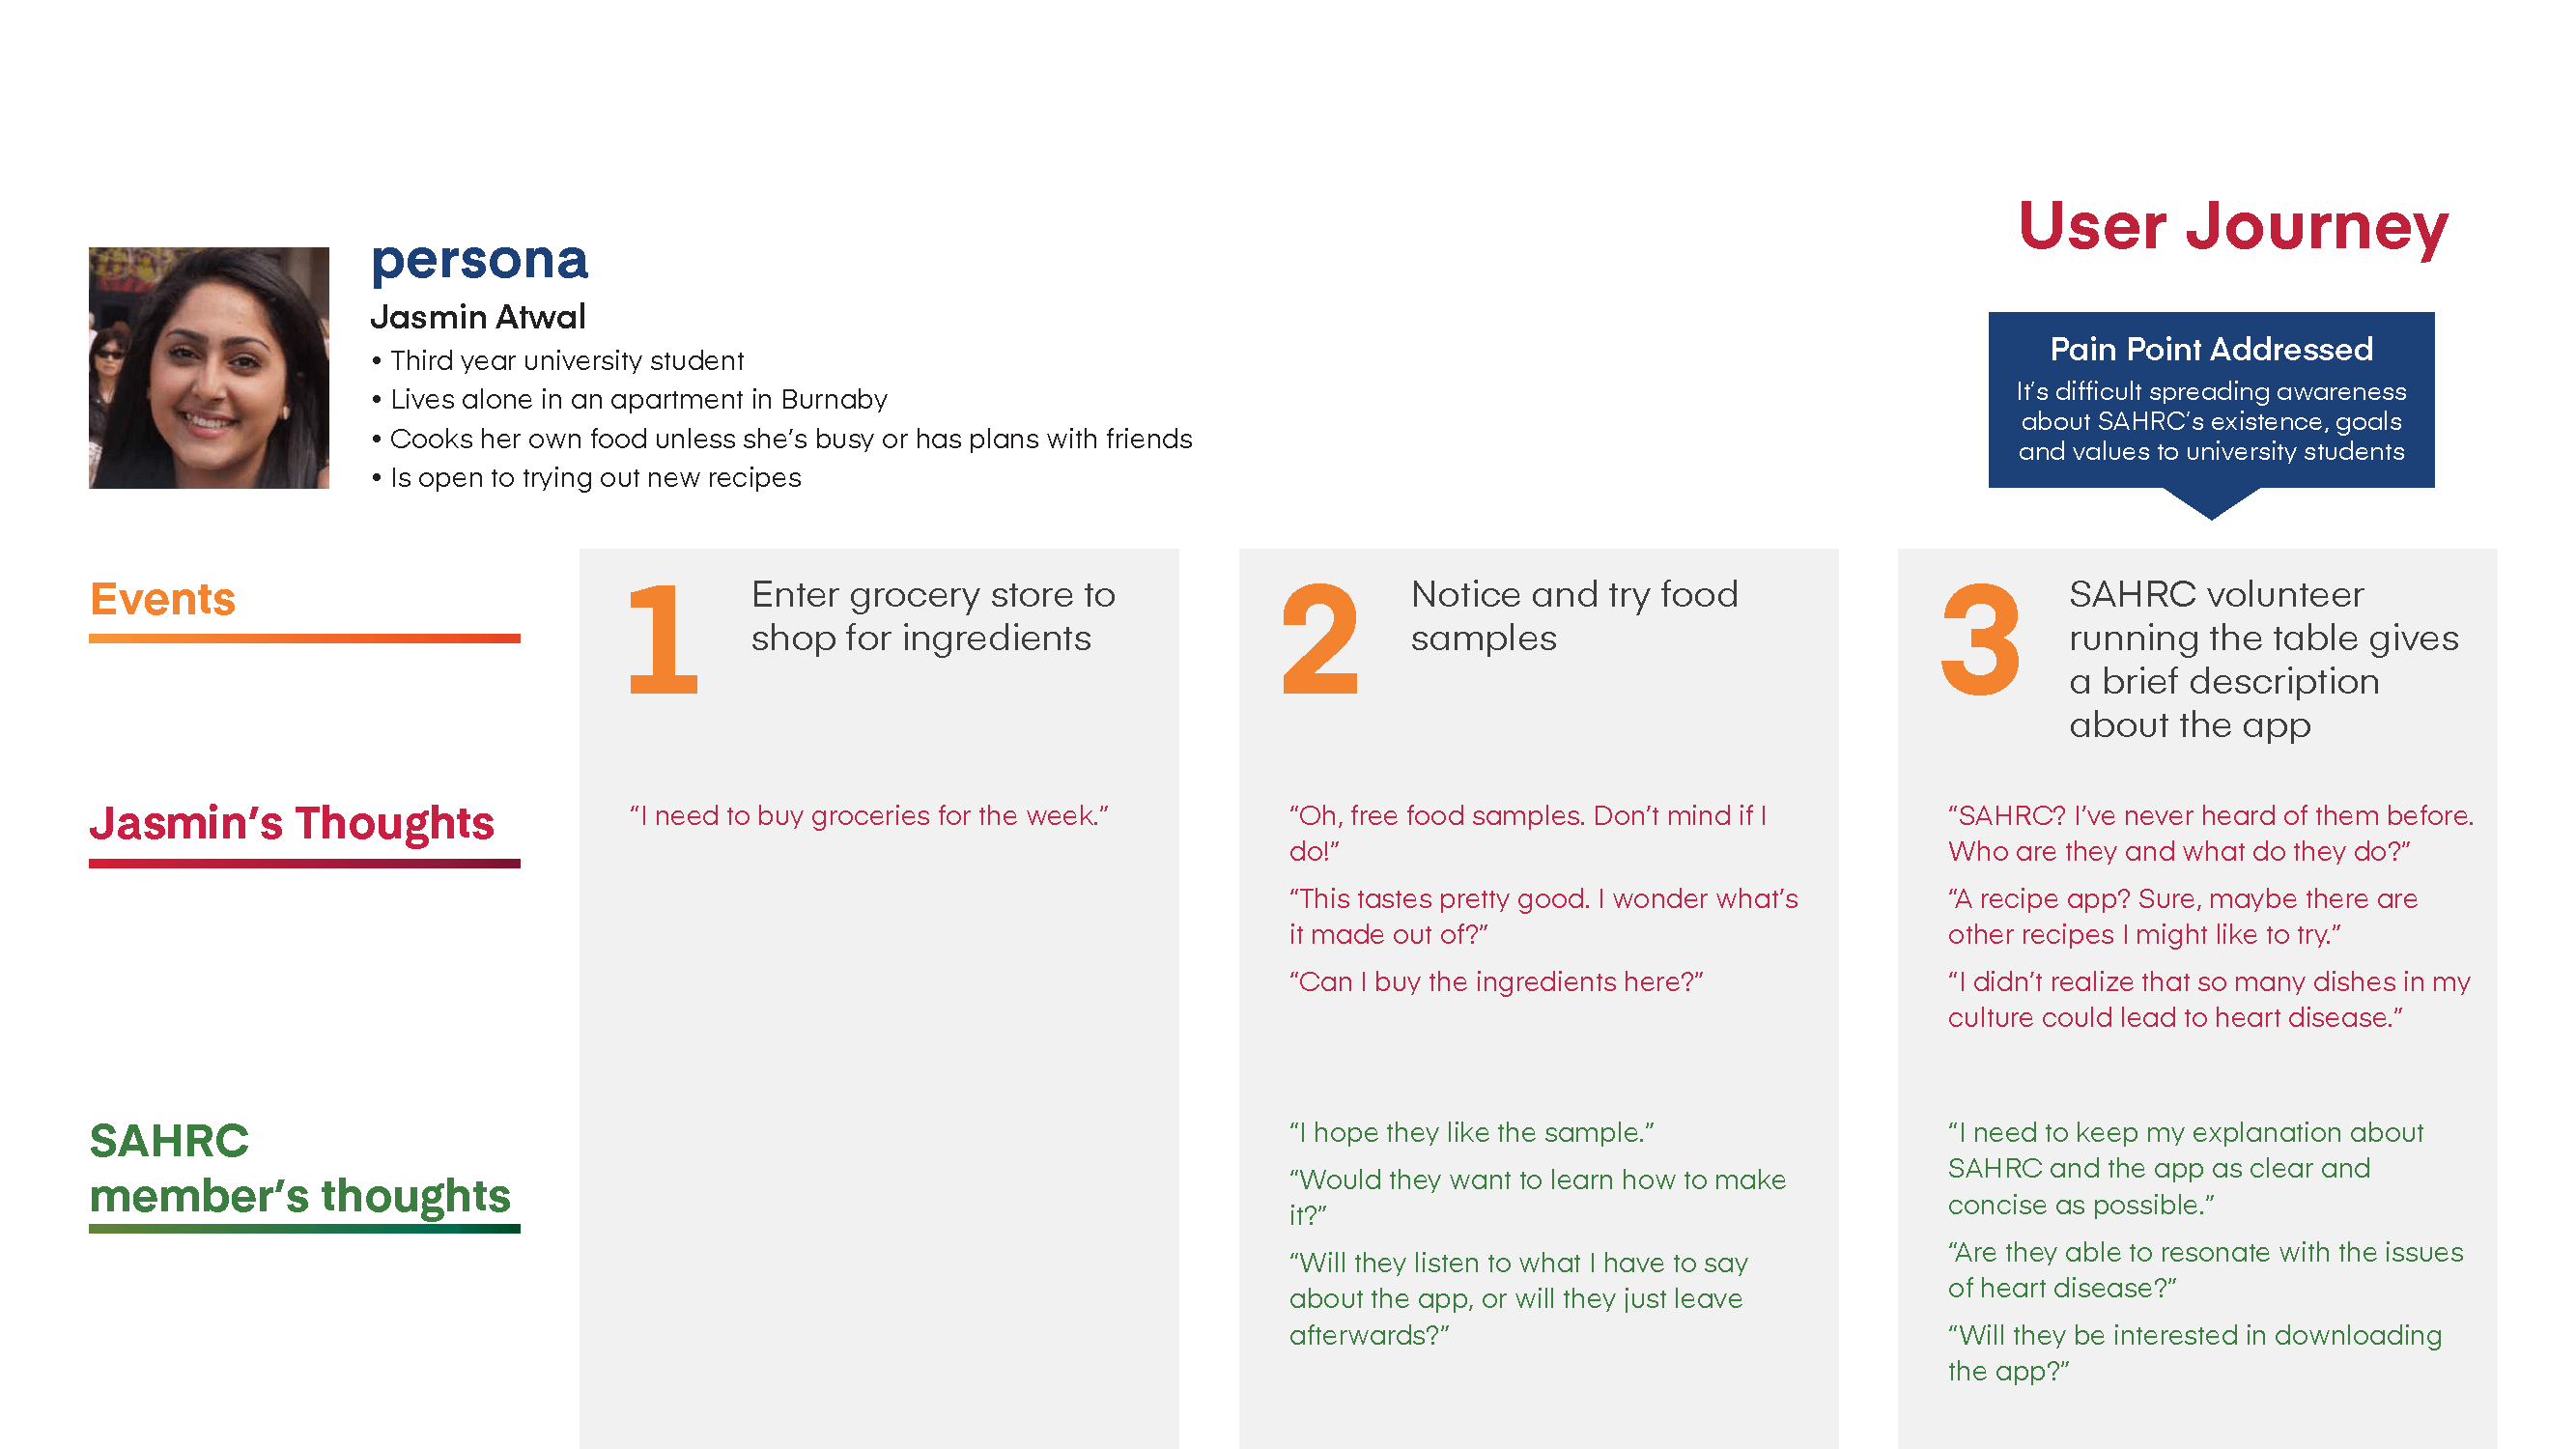 User Journey
persona
Jasmin Atwal
• Third year university student
• Lives alone in an apartment in Burnaby
• Cooks her own food unless she’s busy or has plans with friends
• Is open to trying out new recipes
Pain Point Addressed
It’s difficult spreading awareness
about SAHRC’s existence, goals
and values to university students
Events
1
Enter grocery store to
shop for ingredients
2
Notice and try food
samples
3
SAHRC volunteer
running the table gives
a brief description
about the app
Jasmin’s Thoughts
“I need to buy groceries for the week.”
“Oh, free food samples. Don’t mind if I
do!”
“This tastes pretty good. I wonder what’s
it made out of?”
“Can I buy the ingredients here?”
“SAHRC? I’ve never heard of them before.
Who are they and what do they do?”
“A recipe app? Sure, maybe there are
other recipes I might like to try.”
“I didn’t realize that so many dishes in my
culture could lead to heart disease.”
SAHRC
member’s thoughts
“I hope they like the sample.”
“Would they want to learn how to make
it?”
“Will they listen to what I have to say
about the app, or will they just leave
afterwards?”
“I need to keep my explanation about
SAHRC and the app as clear and
concise as possible.”
“Are they able to resonate with the issues
of heart disease?”
“Will they be interested in downloading
the app?”